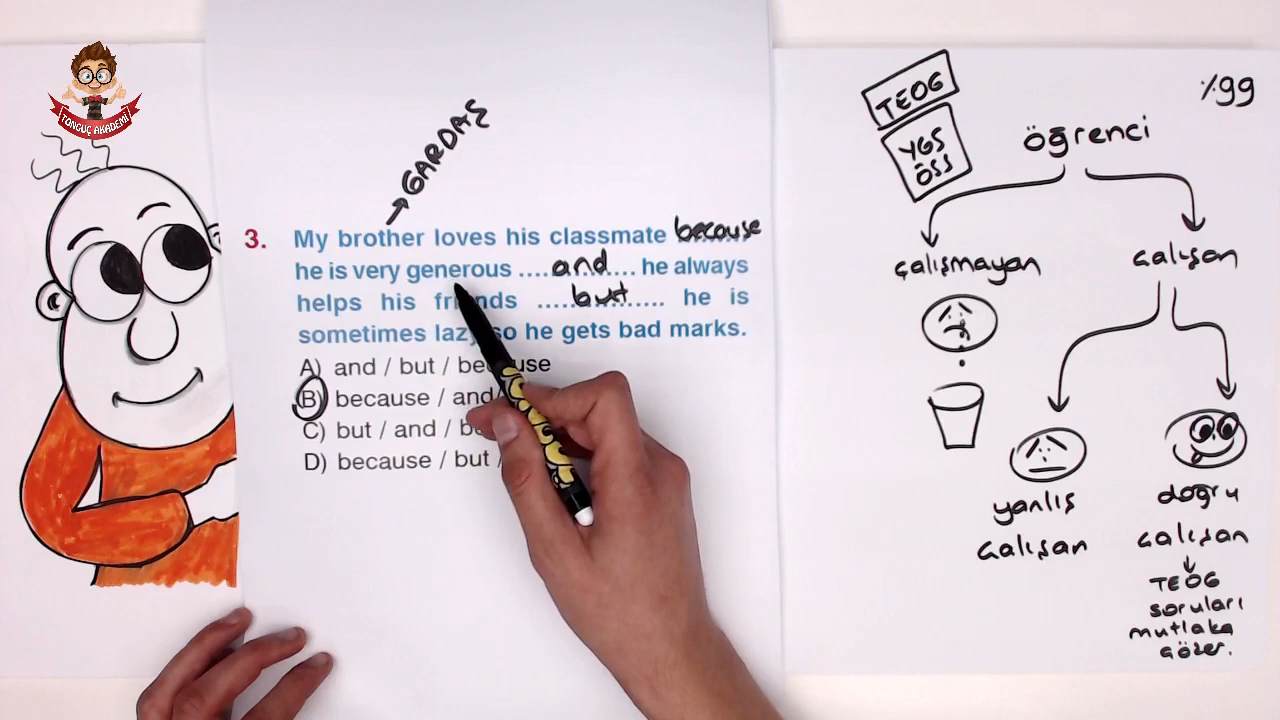 TONGUÇ AKADEMİ
GARDAŞ
3. My brother loves his classmate because
he is very generous .... and ...... he always
helps his friends ..... but ..... he is
sometimes lazy so he gets bad marks.
A) and / but / because
B) because / and/
C) but / and /
D) because / but /
TEOG
YGS
ÖSS
%99
öğrenci
çalışmayan
çalışan
yanlış
çalışan
doğru
çalışan
TEOG
soruları
mutlaka
çözer.